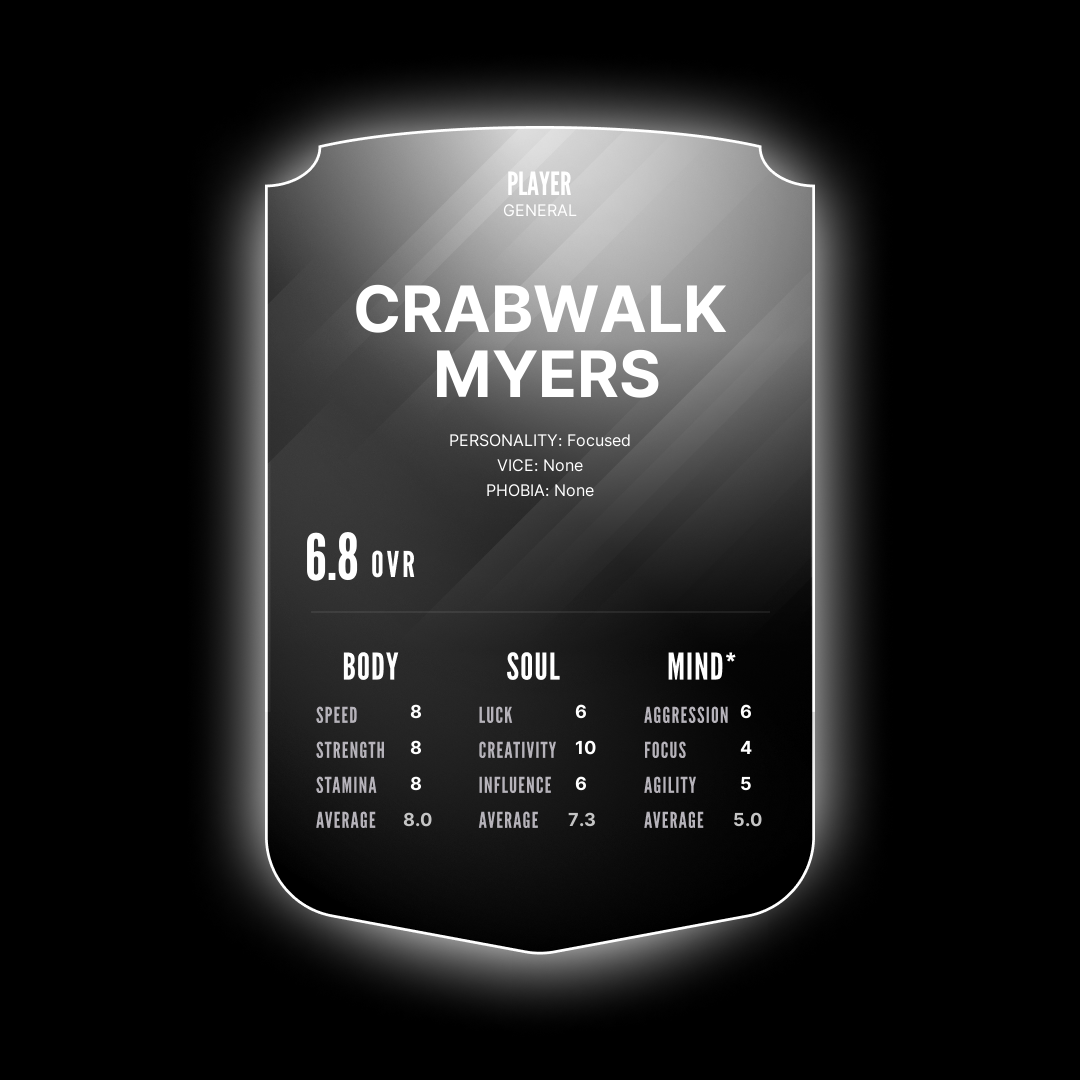 PLAYER
GENERAL
CRABWALK
MYERS
PERSONALITY: Focused
VICE: None
PHOBIA: None
6.8 OVR
BODY SOUL MIND*
SPEED 8 LUCK 6 AGGRESSION 6
STRENGTH 8 CREATIVITY 10 FOCUS 4
STAMINA 8 INFLUENCE 6 AGILITY 5
AVERAGE 8.0 AVERAGE 7.3 AVERAGE 5.0